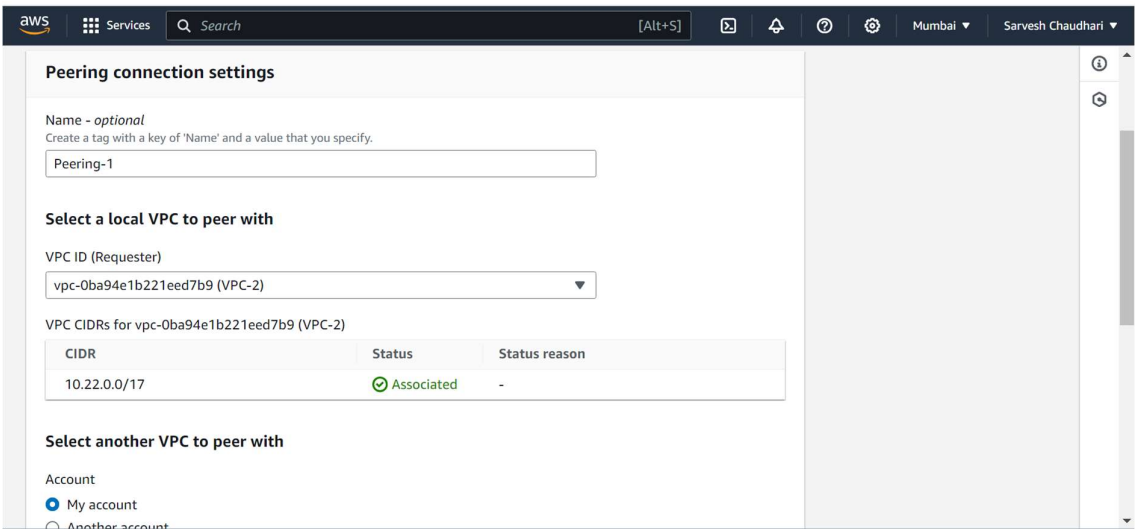 aws Services Search [Alt+S] Mumbai ▼ Sarvesh Chaudhari ▼
Peering connection settings
Name - optional
Create a tag with a key of 'Name' and a value that you specify.
Peering-1
Select a local VPC to peer with
VPC ID (Requester)
vpc-0ba94e1b221eed7b9 (VPC-2)
VPC CIDRs for vpc-0ba94e1b221eed7b9 (VPC-2)
CIDR Status Status reason
10.22.0.0/17 Associated -
Select another VPC to peer with
Account
My account
Another account